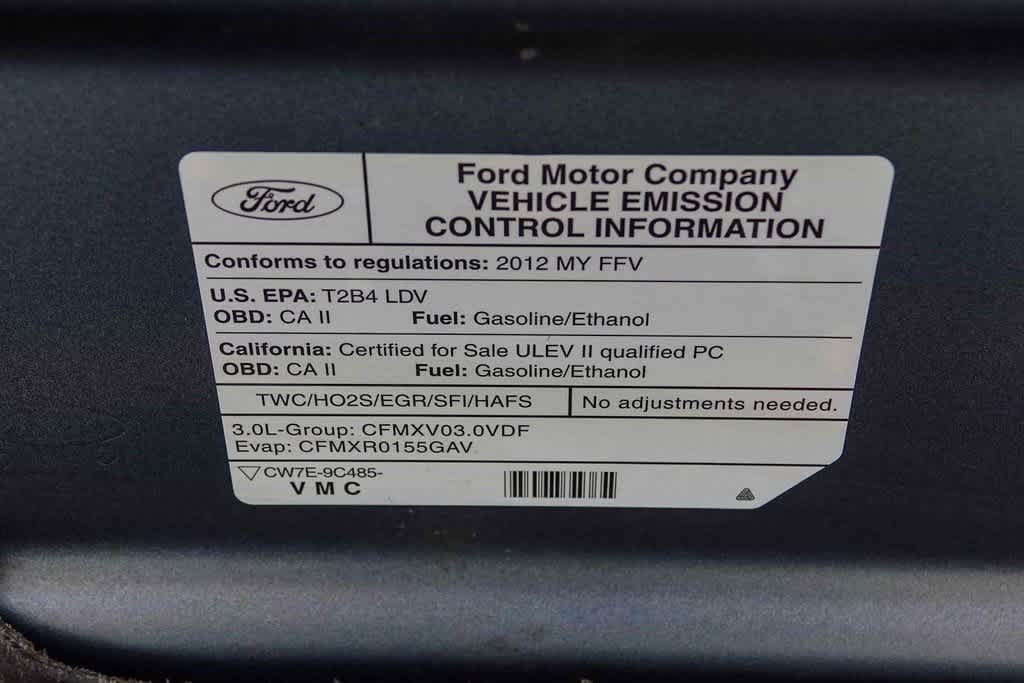 Ford
Ford Motor Company
VEHICLE EMISSION
CONTROL INFORMATION
Conforms to regulations: 2012 MY FFV
U.S. EPA: T2B4 LDV
OBD: CA II Fuel: Gasoline/Ethanol
California: Certified for Sale ULEV II qualified PC
OBD: CA II Fuel: Gasoline/Ethanol
TWC/HO2S/EGR/SFI/HAFS No adjustments needed.
3.0L-Group: CFMXV03.0VDF
Evap: CFMXR0155GAV
CW7E-9C485-
V M C